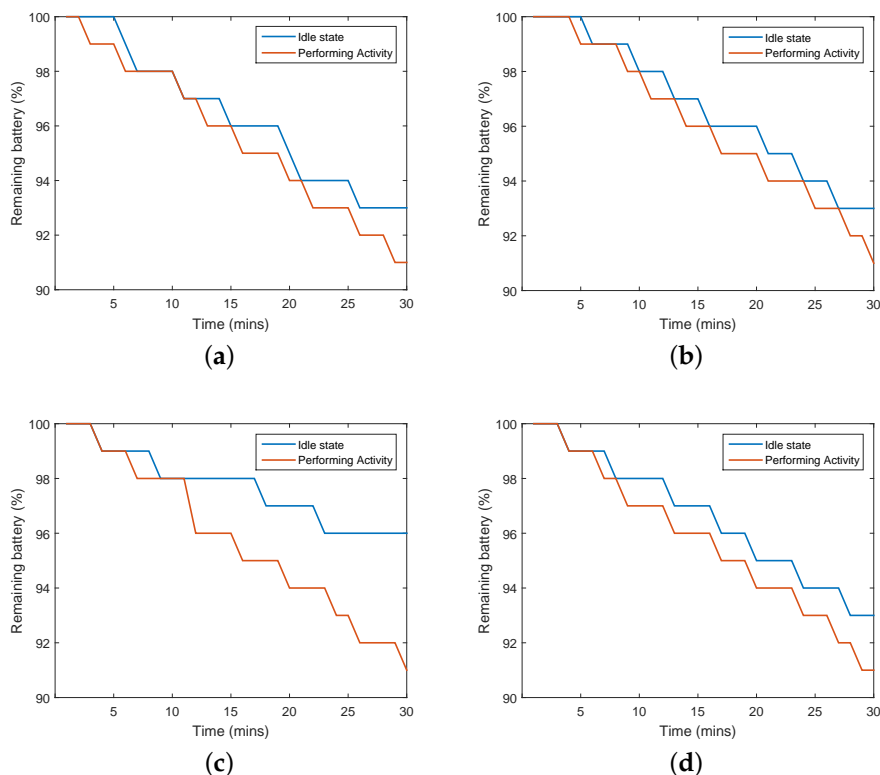 100
98
96
94
92
90
Remaining battery (%)
Idle state
Performing Activity
5 10 15 20 25 30
Time (mins)
(a)
100
98
96
94
92
90
Remaining battery (%)
Idle state
Performing Activity
5 10 15 20 25 30
Time (mins)
(b)
100
98
96
94
92
90
Remaining battery (%)
Idle state
Performing Activity
5 10 15 20 25 30
Time (mins)
(c)
100
98
96
94
92
90
Remaining battery (%)
Idle state
Performing Activity
5 10 15 20 25 30
Time (mins)
(d)